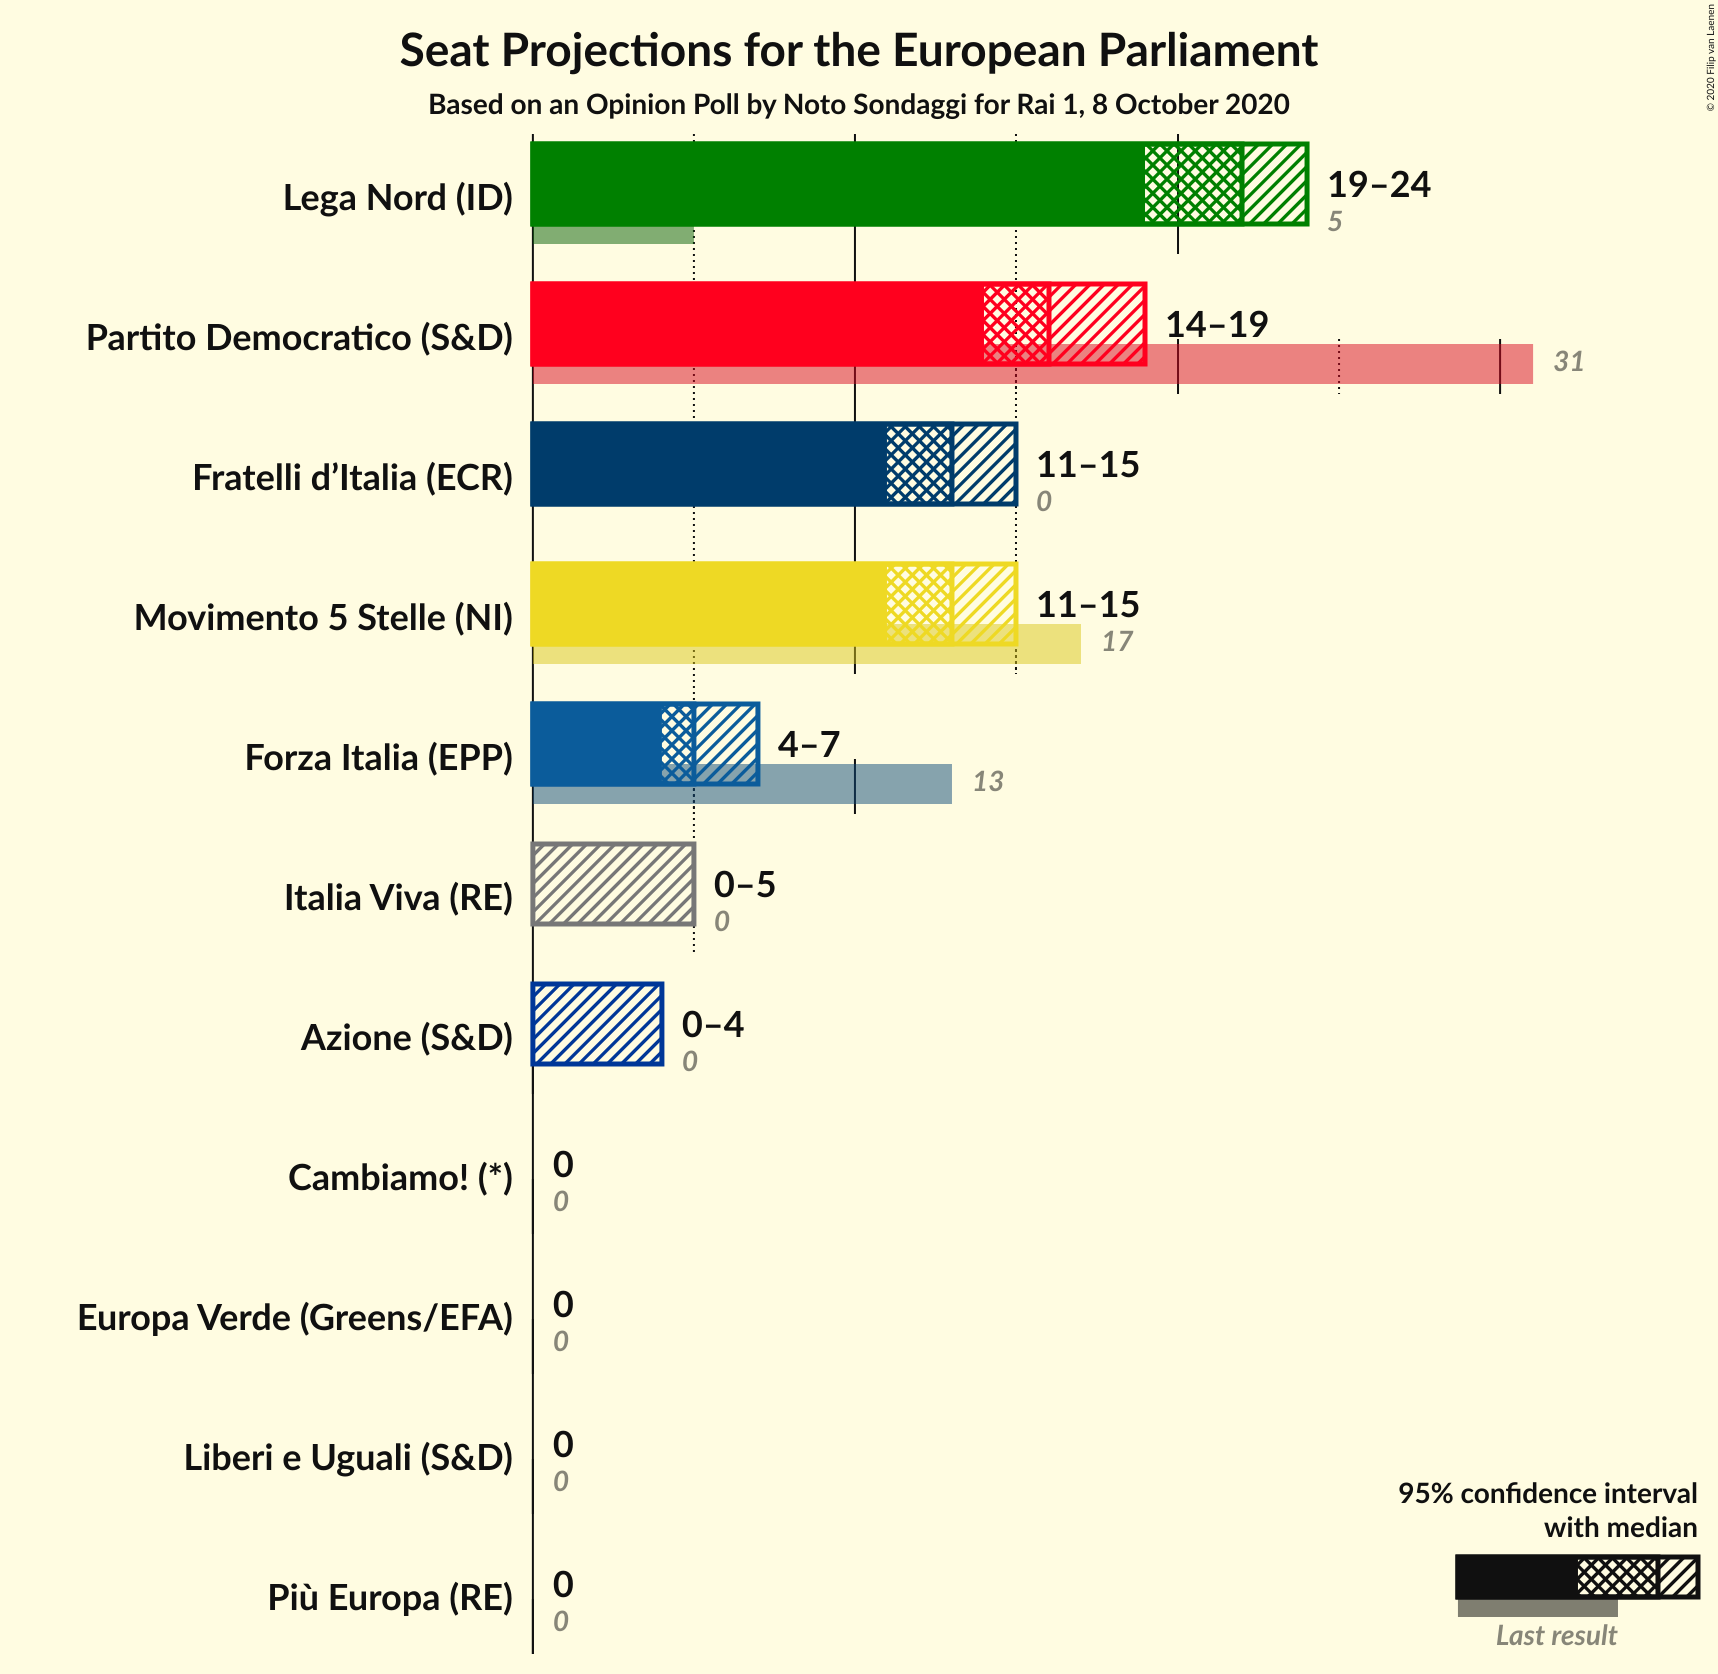 Seat Projections for the European Parliament
Based on an Opinion Poll by Noto Sondaggi for Rai 1, 8 October 2020
© 2020 Filip van Laenen
Lega Nord (ID)
19–24
5
Partito Democratico (S&D)
14–19
31
Fratelli d’Italia (ECR)
11–15
0
Movimento 5 Stelle (NI)
11–15
17
Forza Italia (EPP)
4–7
13
Italia Viva (RE)
0–5
0
Azione (S&D)
0–4
0
Cambiamo! (*)
0
0
Europa Verde (Greens/EFA)
0
0
Liberi e Uguali (S&D)
0
0
Più Europa (RE)
0
0
95% confidence interval
with median
Last result